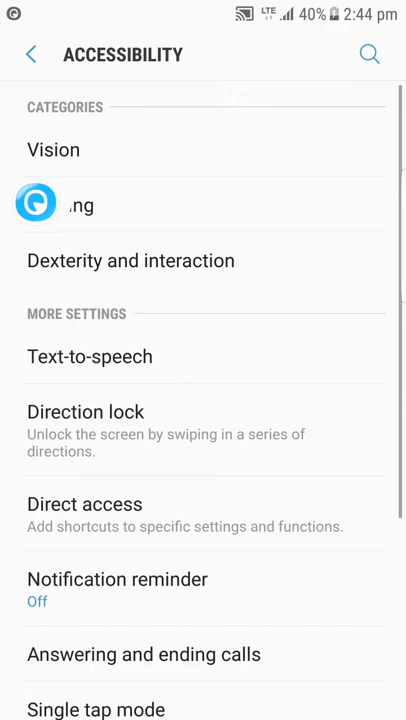 LTE 40% 2:44 pm
ACCESSIBILITY
CATEGORIES
Vision
ng
Dexterity and interaction
MORE SETTINGS
Text-to-speech
Direction lock
Unlock the screen by swiping in a series of
directions.
Direct access
Add shortcuts to specific settings and functions.
Notification reminder
Off
Answering and ending calls
Single tap mode